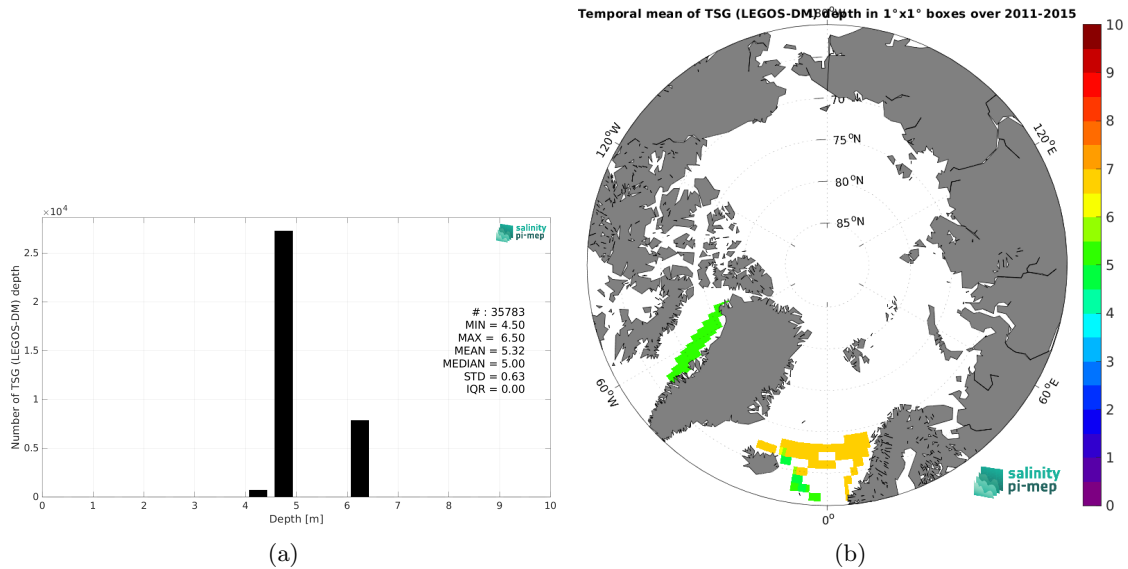 ×10⁴
2.5
2
1.5
1
0.5
0
Number of TSG (LEGOS-DM) depth
salinity
pi-mep
# : 35783
MIN = 4.50
MAX = 6.50
MEAN = 5.32
MEDIAN = 5.00
STD = 0.63
IQR = 0.00
0 1 2 3 4 5 6 7 8 9 10
Depth [m]
(a)
Temporal mean of TSG (LEGOS-DM) depth in 1°x1° boxes over 2011-2015
180°W
120°W
120°E
70
75°N
80°N
85°N
60°W
60°E
0°
salinity
pi-mep
10
9
8
7
6
5
4
3
2
1
0
(b)